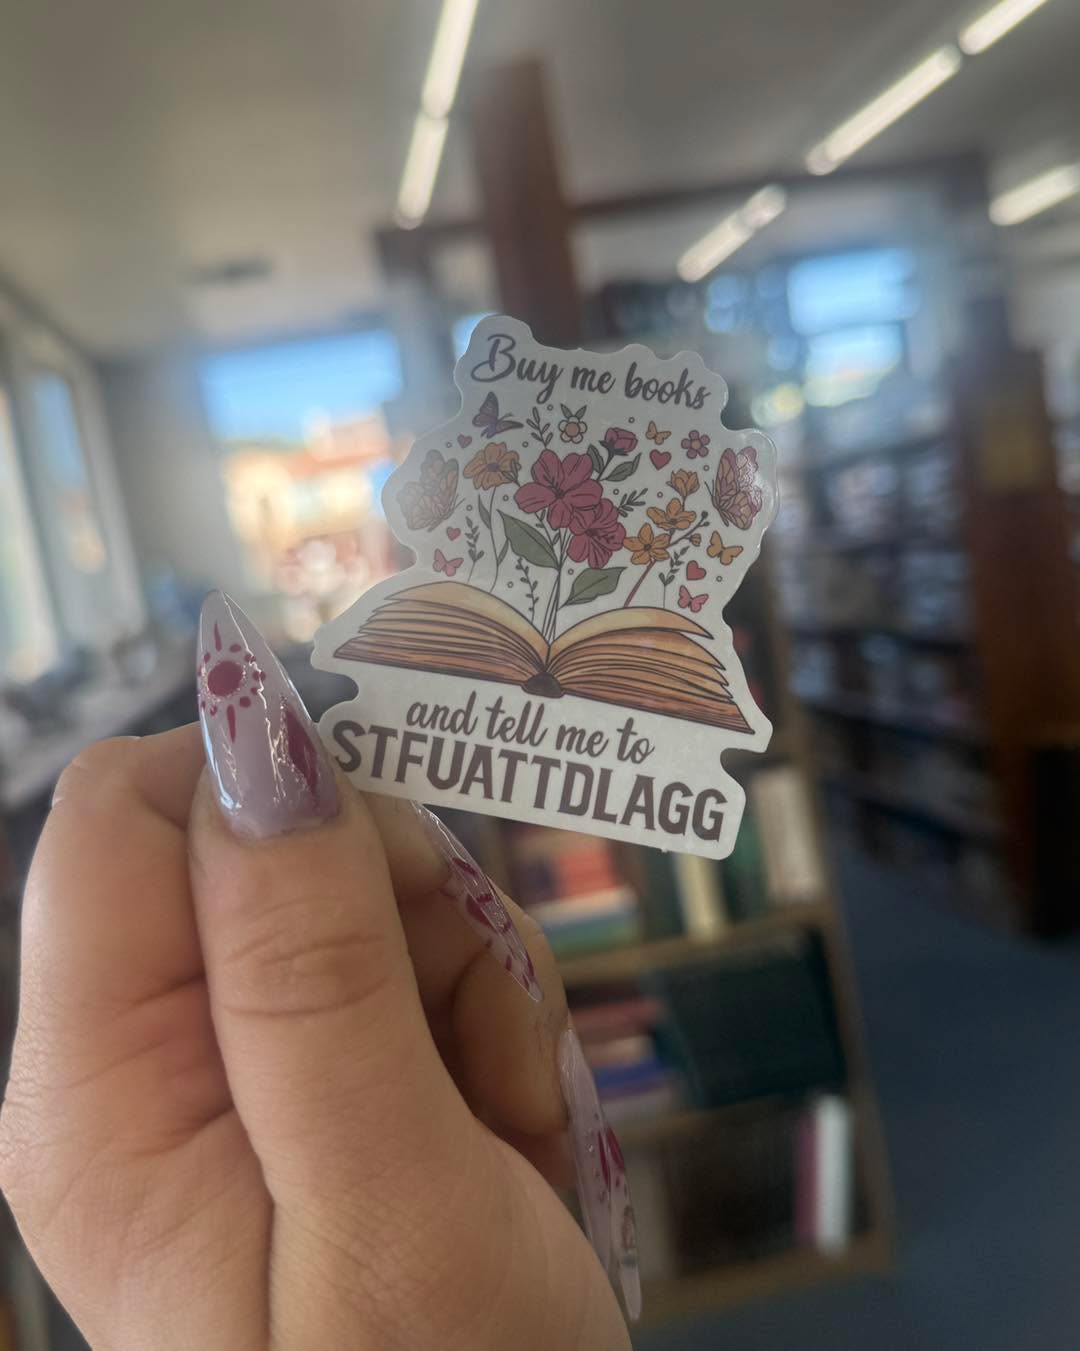 Buy me books
and tell me to
STFUATTDLAGG